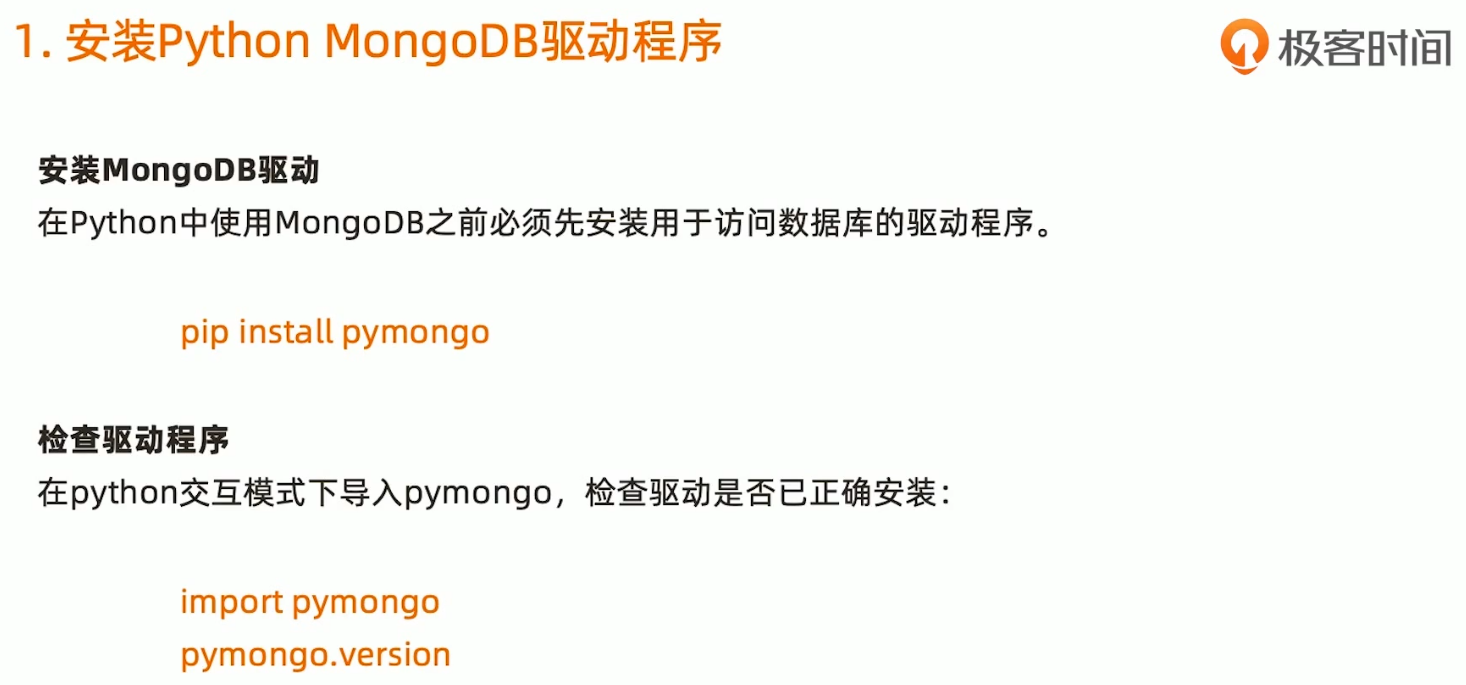 1. 安装Python MongoDB驱动程序
极客时间
安装MongoDB驱动
在Python中使用MongoDB之前必须先安装用于访问数据库的驱动程序。
pip install pymongo
检查驱动程序
在python交互模式下导入pymongo，检查驱动是否已正确安装：
import pymongo
pymongo.version